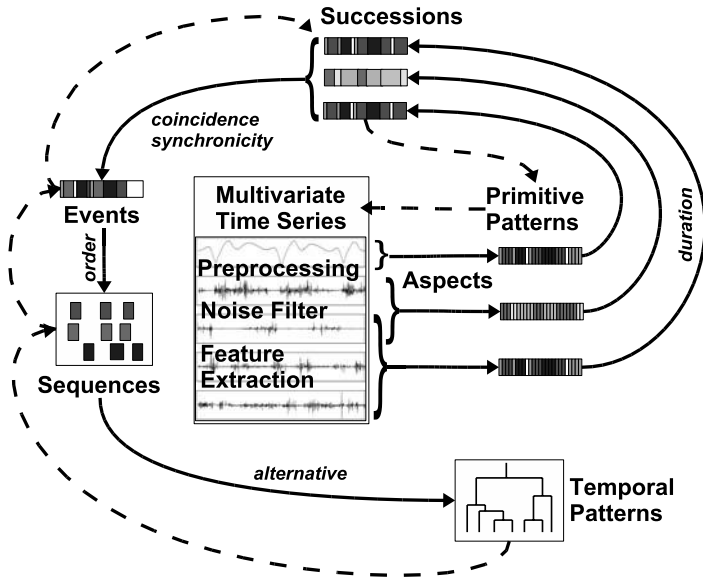 Successions
coincidence
synchronicity
Multivariate
Time Series
Primitive
Patterns
Events
order
duration
Preprocessing
Aspects
Noise Filter
Feature
Extraction
Sequences
alternative
Temporal
Patterns